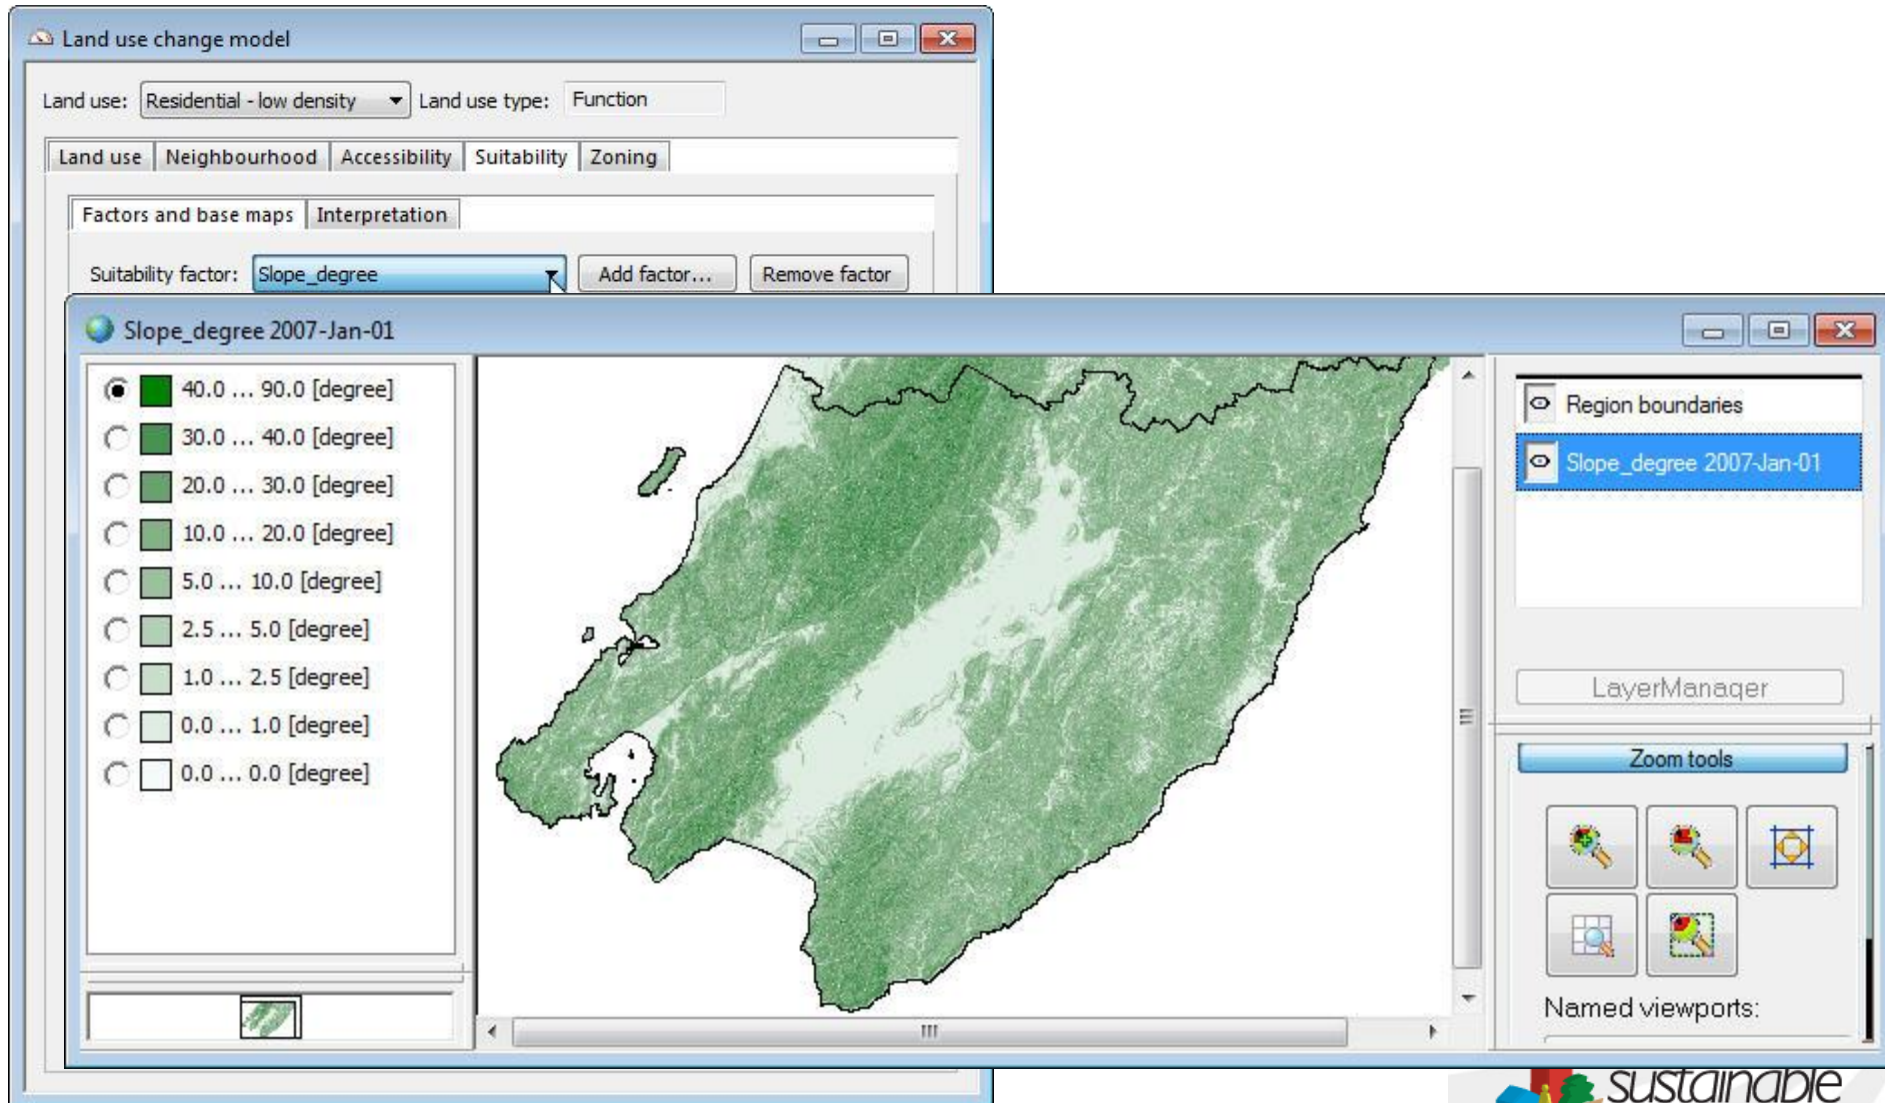 Land use change model
Land use: Residential - low density Land use type: Function
Land use Neighbourhood Accessibility Suitability Zoning
Factors and base maps Interpretation
Suitability factor: Slope_degree Add factor... Remove factor
Slope_degree 2007-Jan-01
40.0 ... 90.0 [degree]
30.0 ... 40.0 [degree]
20.0 ... 30.0 [degree]
10.0 ... 20.0 [degree]
5.0 ... 10.0 [degree]
2.5 ... 5.0 [degree]
1.0 ... 2.5 [degree]
0.0 ... 1.0 [degree]
0.0 ... 0.0 [degree]
Region boundaries
Slope_degree 2007-Jan-01
LayerManager
Zoom tools
Named viewports:
sustainable